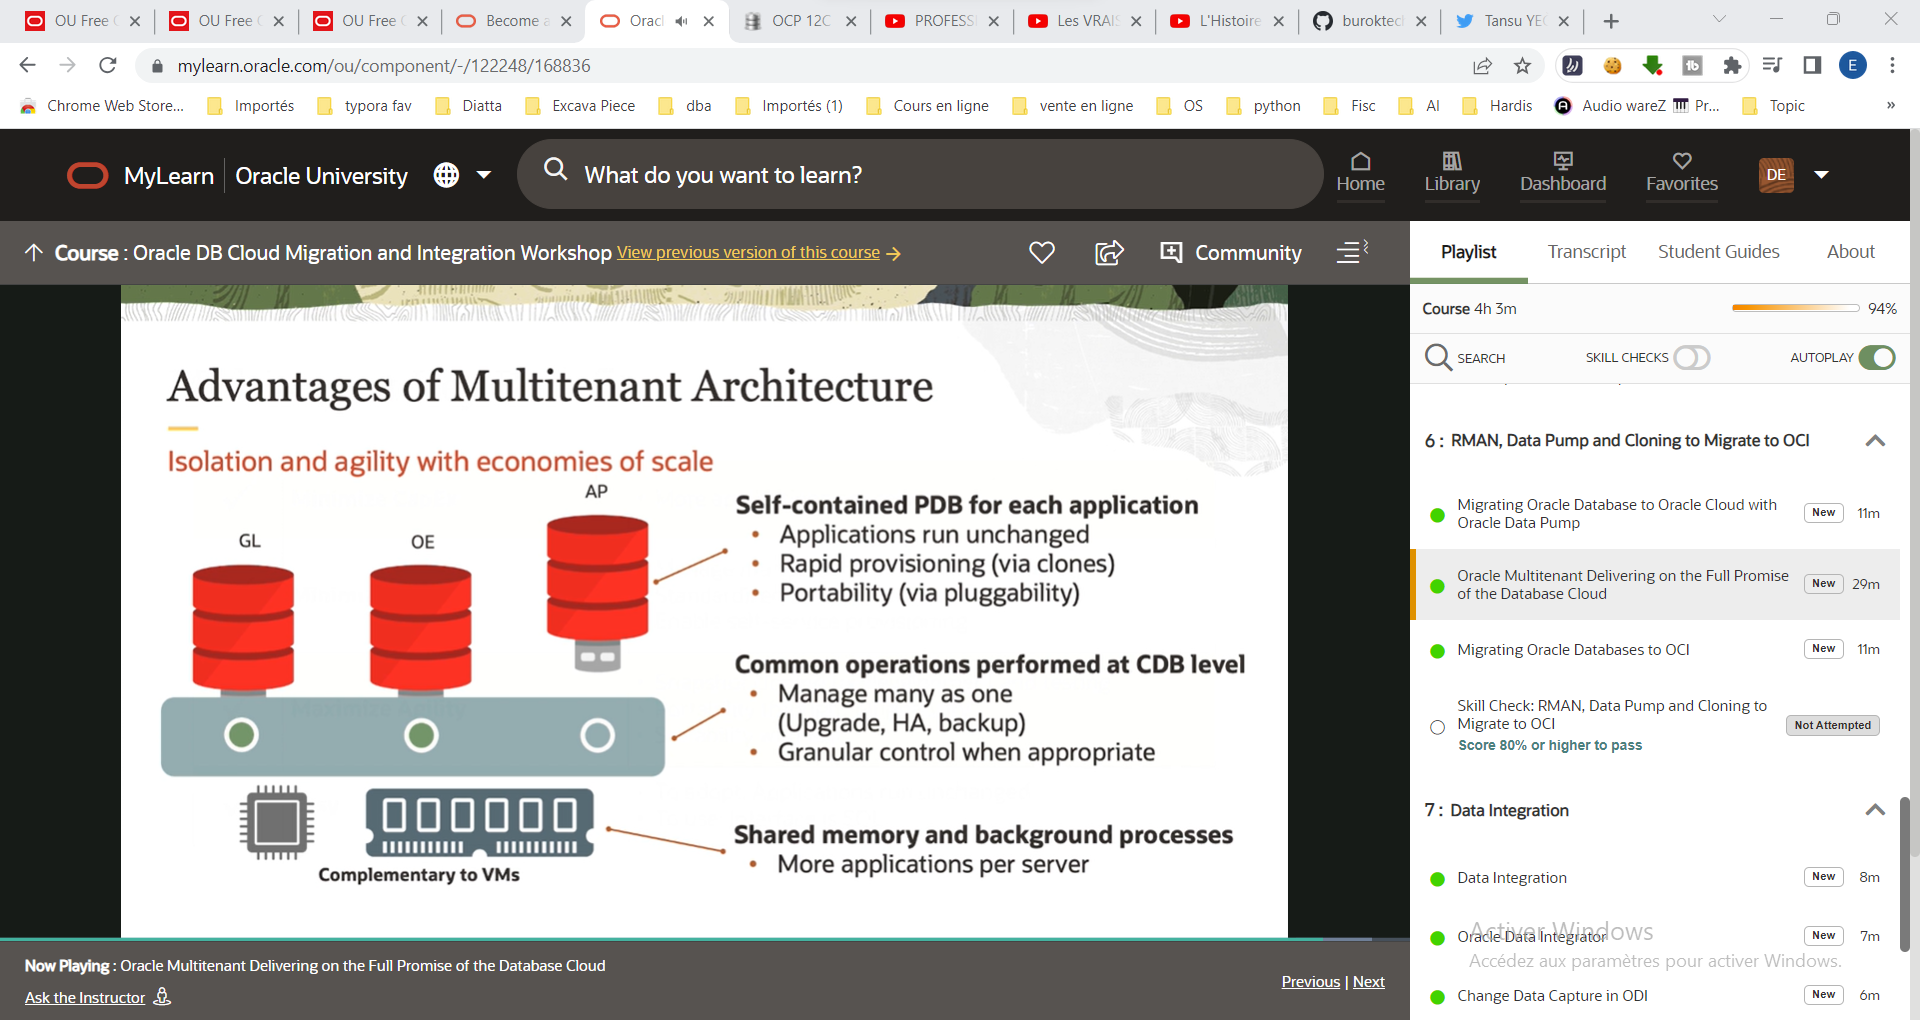 OU Free C
OU Free C
OU Free C
Become a
Oracl
OCP 12C
PROFESSI
Les VRAIS
L'Histoire
buroktec
Tansu YEG
mylearn.oracle.com/ou/component/-/122248/168836
E
Chrome Web Store...
Importés
typora fav
Diatta
Excava Piece
dba
Importés (1)
Cours en ligne
vente en ligne
OS
python
Fisc
AI
Hardis
Audio wareZ
Pr...
Topic
»
MyLearn
Oracle University
What do you want to learn?
Home
Library
Dashboard
Favorites
DE
Course : Oracle DB Cloud Migration and Integration Workshop View previous version of this course →
Community
Playlist
Transcript
Student Guides
About
Course 4h 3m
94%
SEARCH
SKILL CHECKS
AUTOPLAY
Advantages of Multitenant Architecture
Isolation and agility with economies of scale
GL
OE
AP
Self-contained PDB for each application
• Applications run unchanged
• Rapid provisioning (via clones)
• Portability (via pluggability)
Common operations performed at CDB level
• Manage many as one
(Upgrade, HA, backup)
• Granular control when appropriate
Shared memory and background processes
• More applications per server
Complementary to VMs
6 : RMAN, Data Pump and Cloning to Migrate to OCI
Migrating Oracle Database to Oracle Cloud with
Oracle Data Pump
New
11m
Oracle Multitenant Delivering on the Full Promise
of the Database Cloud
New
29m
Migrating Oracle Databases to OCI
New
11m
Skill Check: RMAN, Data Pump and Cloning to
Migrate to OCI
Score 80% or higher to pass
Not Attempted
7 : Data Integration
Data Integration
New
8m
Oracle Data Integrator
New
7m
Activer Windows
Accédez aux paramètres pour activer Windows.
Change Data Capture in ODI
New
6m
Now Playing : Oracle Multitenant Delivering on the Full Promise of the Database Cloud
Ask the Instructor
Previous | Next